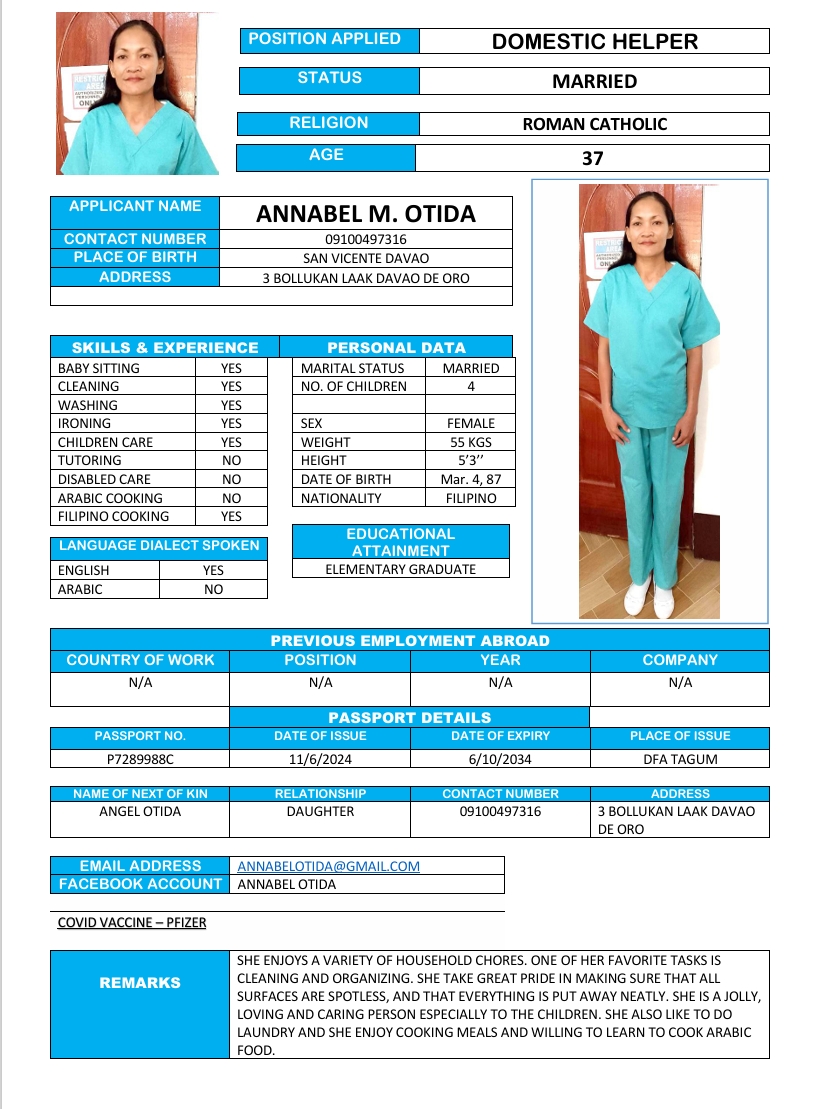 POSITION APPLIED DOMESTIC HELPER
STATUS MARRIED
RELIGION ROMAN CATHOLIC
AGE 37
APPLICANT NAME ANNABEL M. OTIDA
CONTACT NUMBER 09100497316
PLACE OF BIRTH SAN VICENTE DAVAO
ADDRESS 3 BOLLUKAN LAAK DAVAO DE ORO
SKILLS & EXPERIENCE PERSONAL DATA
BABY SITTING YES MARITAL STATUS MARRIED
CLEANING YES NO. OF CHILDREN 4
WASHING YES
IRONING YES SEX FEMALE
CHILDREN CARE YES WEIGHT 55 KGS
TUTORING NO HEIGHT 5’3’’
DISABLED CARE NO DATE OF BIRTH Mar. 4, 87
ARABIC COOKING NO NATIONALITY FILIPINO
FILIPINO COOKING YES
EDUCATIONAL
ATTAINMENT
ELEMENTARY GRADUATE
LANGUAGE DIALECT SPOKEN
ENGLISH YES
ARABIC NO
PREVIOUS EMPLOYMENT ABROAD
COUNTRY OF WORK POSITION YEAR COMPANY
N/A N/A N/A N/A
PASSPORT DETAILS
PASSPORT NO. DATE OF ISSUE DATE OF EXPIRY PLACE OF ISSUE
P7289988C 11/6/2024 6/10/2034 DFA TAGUM
NAME OF NEXT OF KIN RELATIONSHIP CONTACT NUMBER ADDRESS
ANGEL OTIDA DAUGHTER 09100497316 3 BOLLUKAN LAAK DAVAO
DE ORO
EMAIL ADDRESS ANNABELOTIDA@GMAIL.COM
FACEBOOK ACCOUNT ANNABEL OTIDA
COVID VACCINE – PFIZER
REMARKS
SHE ENJOYS A VARIETY OF HOUSEHOLD CHORES. ONE OF HER FAVORITE TASKS IS
CLEANING AND ORGANIZING. SHE TAKE GREAT PRIDE IN MAKING SURE THAT ALL
SURFACES ARE SPOTLESS, AND THAT EVERYTHING IS PUT AWAY NEATLY. SHE IS A JOLLY,
LOVING AND CARING PERSON ESPECIALLY TO THE CHILDREN. SHE ALSO LIKE TO DO
LAUNDRY AND SHE ENJOY COOKING MEALS AND WILLING TO LEARN TO COOK ARABIC
FOOD.